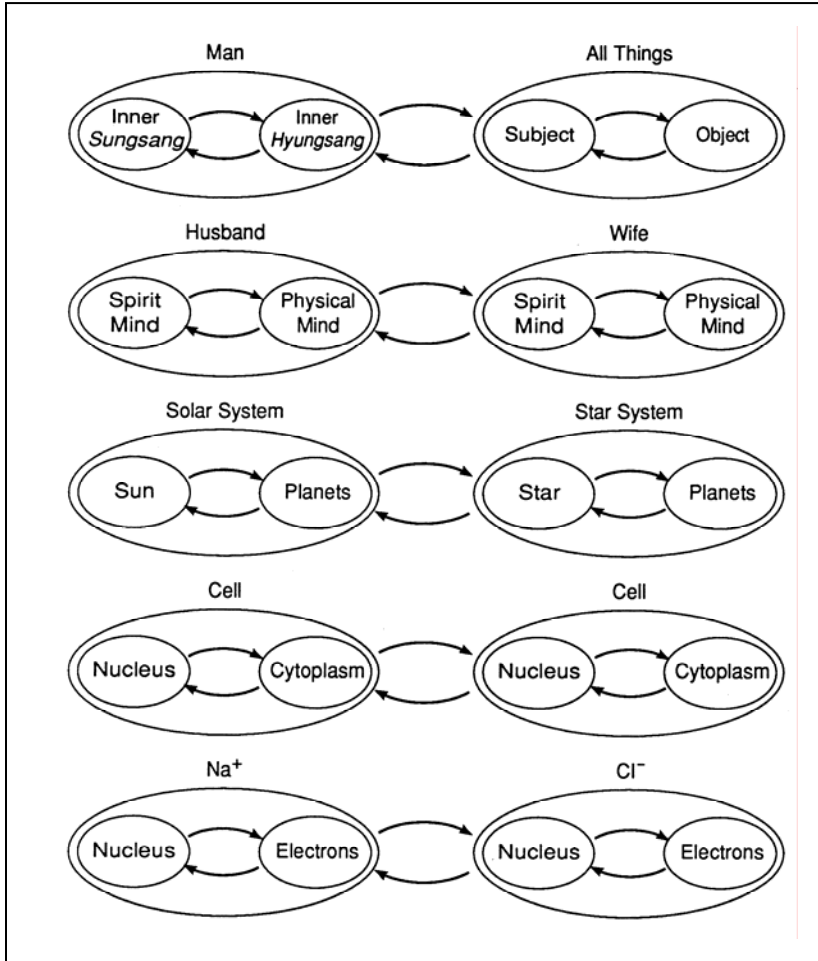 Man All Things
Inner Inner
Sungsang Hyungsang Subject Object
Husband Wife
Spirit Physical Spirit Physical
Mind Mind Mind Mind
Solar System Star System
Sun Planets Star Planets
Cell Cell
Nucleus Cytoplasm Nucleus Cytoplasm
Na⁺ Cl⁻
Nucleus Electrons Nucleus Electrons